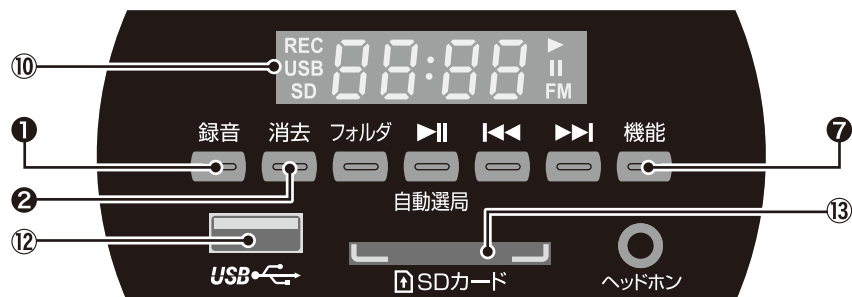 REC
USB 88:88
SD FM
⑩
録音 消去 フォルダ ▶II I◀◀ ▶▶I 機能
❶ ❼
❷ 自動選局
⑬
⑫
USB SDカード ヘッドホン